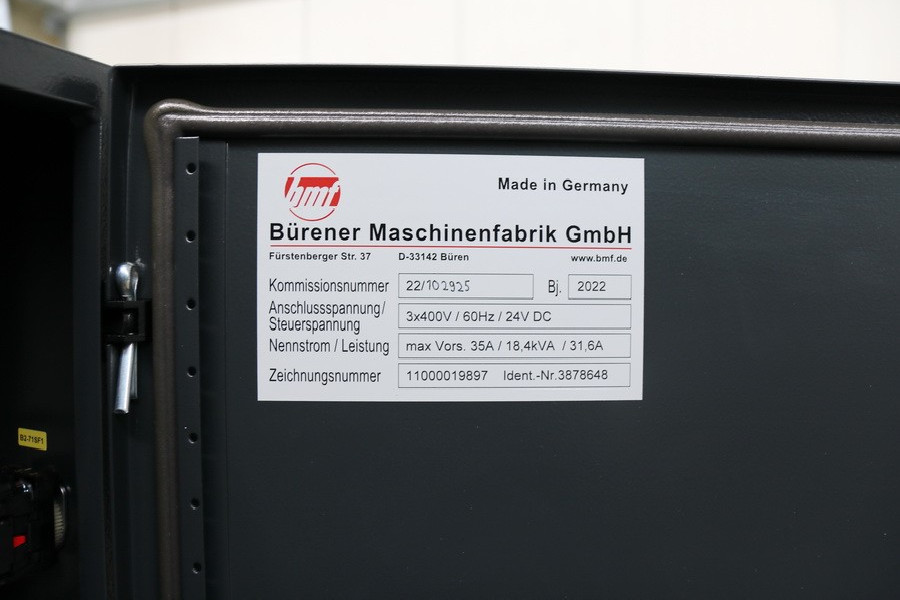 bmf
Made in Germany
Bürener Maschinenfabrik GmbH
Fürstenberger Str. 37 D-33142 Büren www.bmf.de
Kommissionsnummer 22/102925 Bj. 2022
Anschlussspannung/
Steuerspannung 3x400V / 60Hz / 24V DC
Nennstrom / Leistung max Vors. 35A / 18,4kVA / 31,6A
Zeichnungsnummer 11000019897 Ident.-Nr.3878648
B2-71SF1